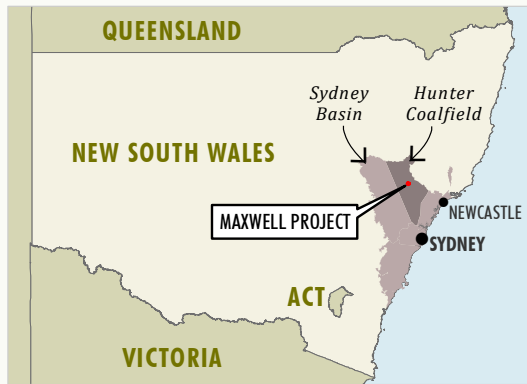 QUEENSLAND
Sydney
Basin
Hunter
Coalfield
NEW SOUTH WALES
MAXWELL PROJECT
NEWCASTLE
SYDNEY
ACT
VICTORIA